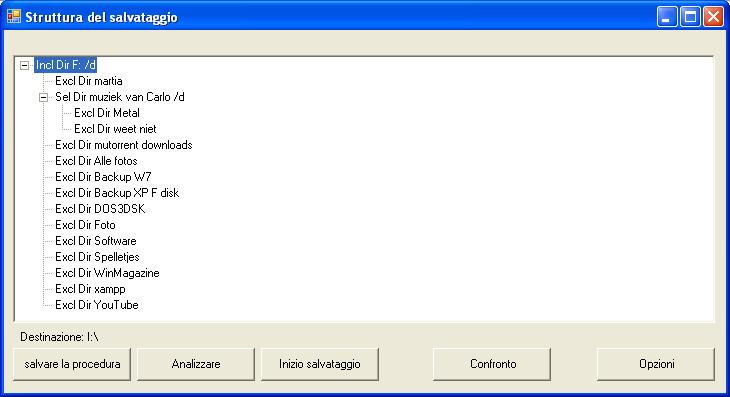 Struttura del salvataggio
Incl Dir F: /d
Excl Dir martia
Sel Dir muziek van Carlo /d
Excl Dir Metal
Excl Dir weet niet
Excl Dir mutorrent downloads
Excl Dir Alle fotos
Excl Dir Backup W7
Excl Dir Backup XP F disk
Excl Dir DOS3DSK
Excl Dir Foto
Excl Dir Software
Excl Dir Spelletjes
Excl Dir WinMagazine
Excl Dir xampp
Excl Dir YouTube
Destinazione: I:\
salvare la procedura Analizzare Inizio salvataggio Confronto Opzioni